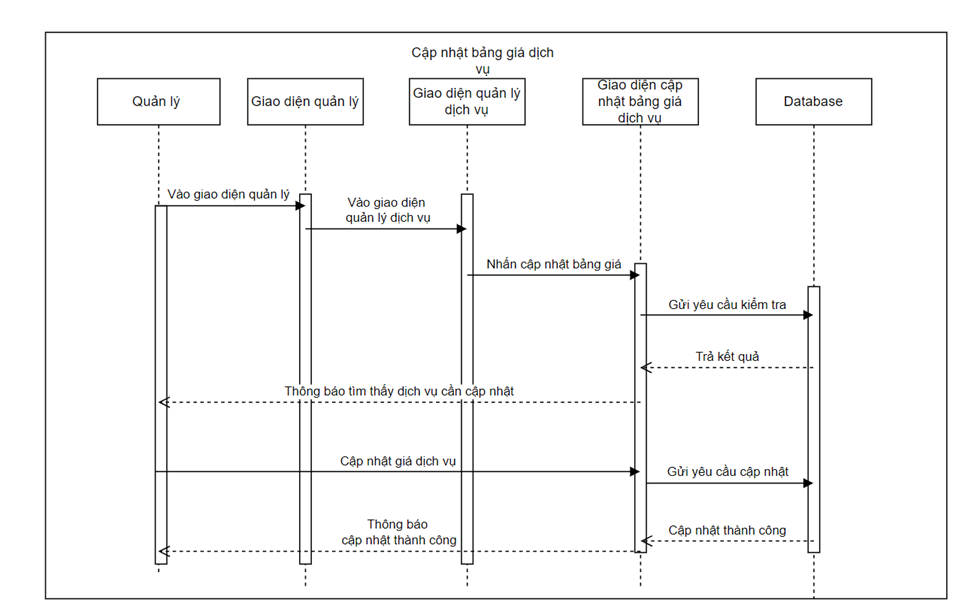 Cập nhật bảng giá dịch
vụ
Quản lý
Giao diện quản lý
Giao diện quản lý
dịch vụ
Giao diện cập
nhật bảng giá
dịch vụ
Database
Vào giao diện quản lý
Vào giao diện
quản lý dịch vụ
Nhấn cập nhật bảng giá
Gửi yêu cầu kiểm tra
Trả kết quả
Thông báo tìm thấy dịch vụ cần cập nhật
Cập nhật giá dịch vụ
Gửi yêu cầu cập nhật
Thông báo
cập nhật thành công
Cập nhật thành công